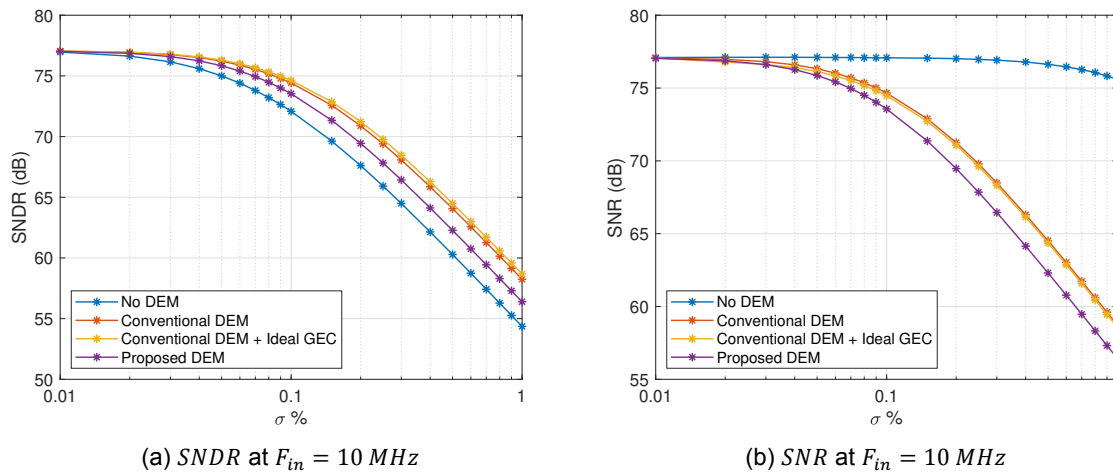 80
75
70
65
60
55
50
SNDR (dB)
No DEM
Conventional DEM
Conventional DEM + Ideal GEC
Proposed DEM
0.01
0.1
1
σ %
(a) SNDR at F_in = 10 MHz
80
75
70
65
60
55
SNR (dB)
No DEM
Conventional DEM
Conventional DEM + Ideal GEC
Proposed DEM
0.01
0.1
σ %
(b) SNR at F_in = 10 MHz